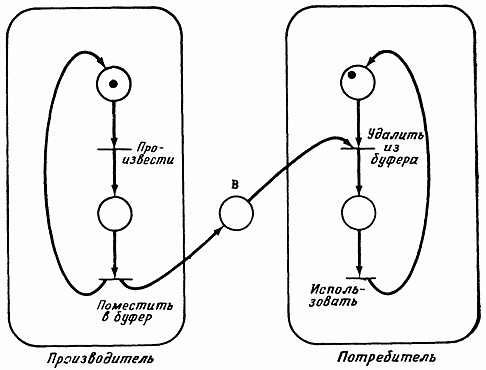 Про-
извести
Поместить
в буфер
Производитель
В
Удалить
из
буфера
Исполь-
зовать
Потребитель